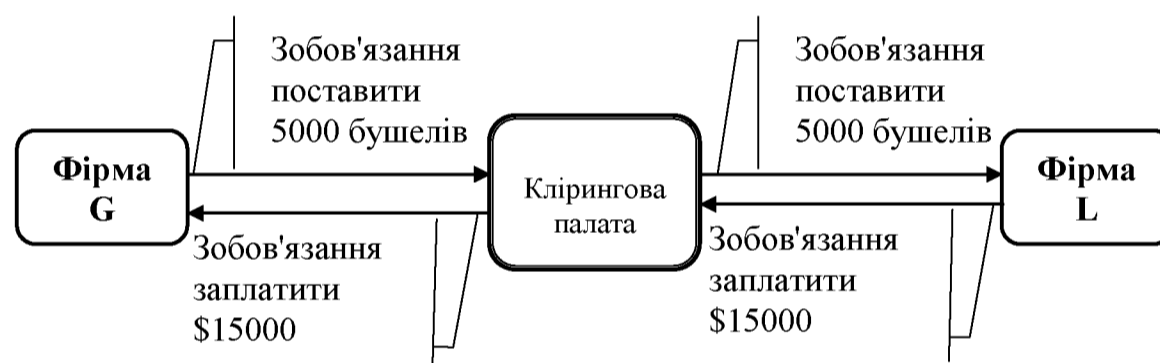 Зобов'язання
поставити
5000 бушелів
Зобов'язання
поставити
5000 бушелів
Фірма
G
Клірингова
палата
Фірма
L
Зобов'язання
заплатити
$15000
Зобов'язання
заплатити
$15000